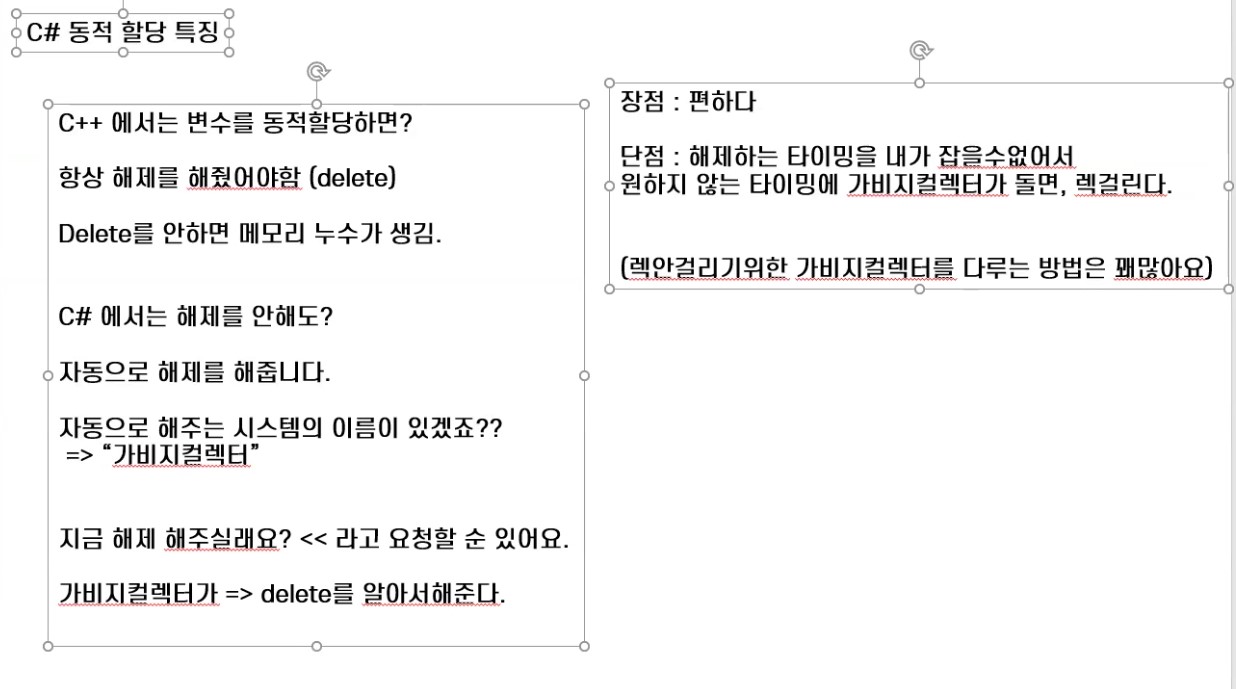 C# 동적 할당 특징
C++ 에서는 변수를 동적할당하면?
항상 해제를 해줬어야함 (delete)
Delete를 안하면 메모리 누수가 생김.
C# 에서는 해제를 안해도?
자동으로 해제를 해줍니다.
자동으로 해주는 시스템의 이름이 있겠죠??
=> “가비지컬렉터”
지금 해제 해주실래요? << 라고 요청할 순 있어요.
가비지컬렉터가 => delete를 알아서해준다.
장점 : 편하다
단점 : 해제하는 타이밍을 내가 잡을수없어서
원하지 않는 타이밍에 가비지컬렉터가 돌면, 렉걸린다.
(렉안걸리기위한 가비지컬렉터를 다루는 방법은 꽤많아요)